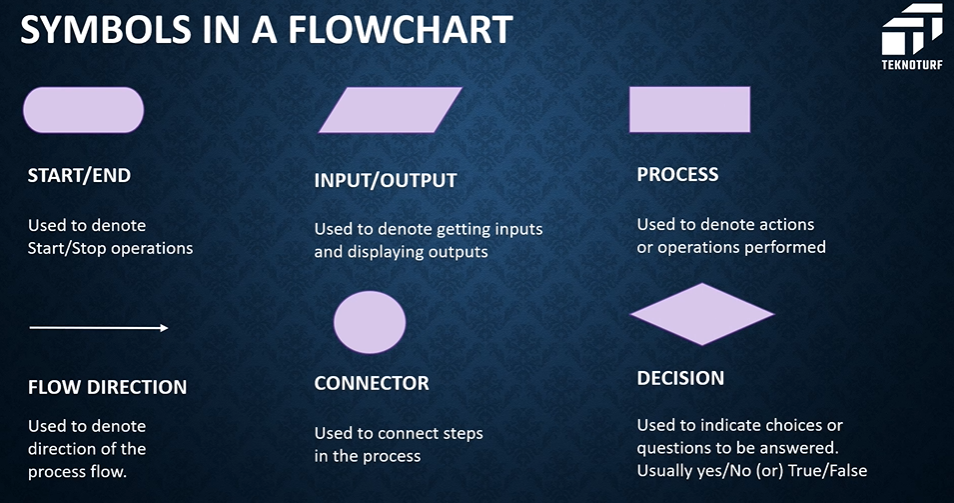 SYMBOLS IN A FLOWCHART
TEKNOTURF
START/END
Used to denote
Start/Stop operations
INPUT/OUTPUT
Used to denote getting inputs
and displaying outputs
PROCESS
Used to denote actions
or operations performed
FLOW DIRECTION
Used to denote
direction of the
process flow.
CONNECTOR
Used to connect steps
in the process
DECISION
Used to indicate choices or
questions to be answered.
Usually yes/No (or) True/False